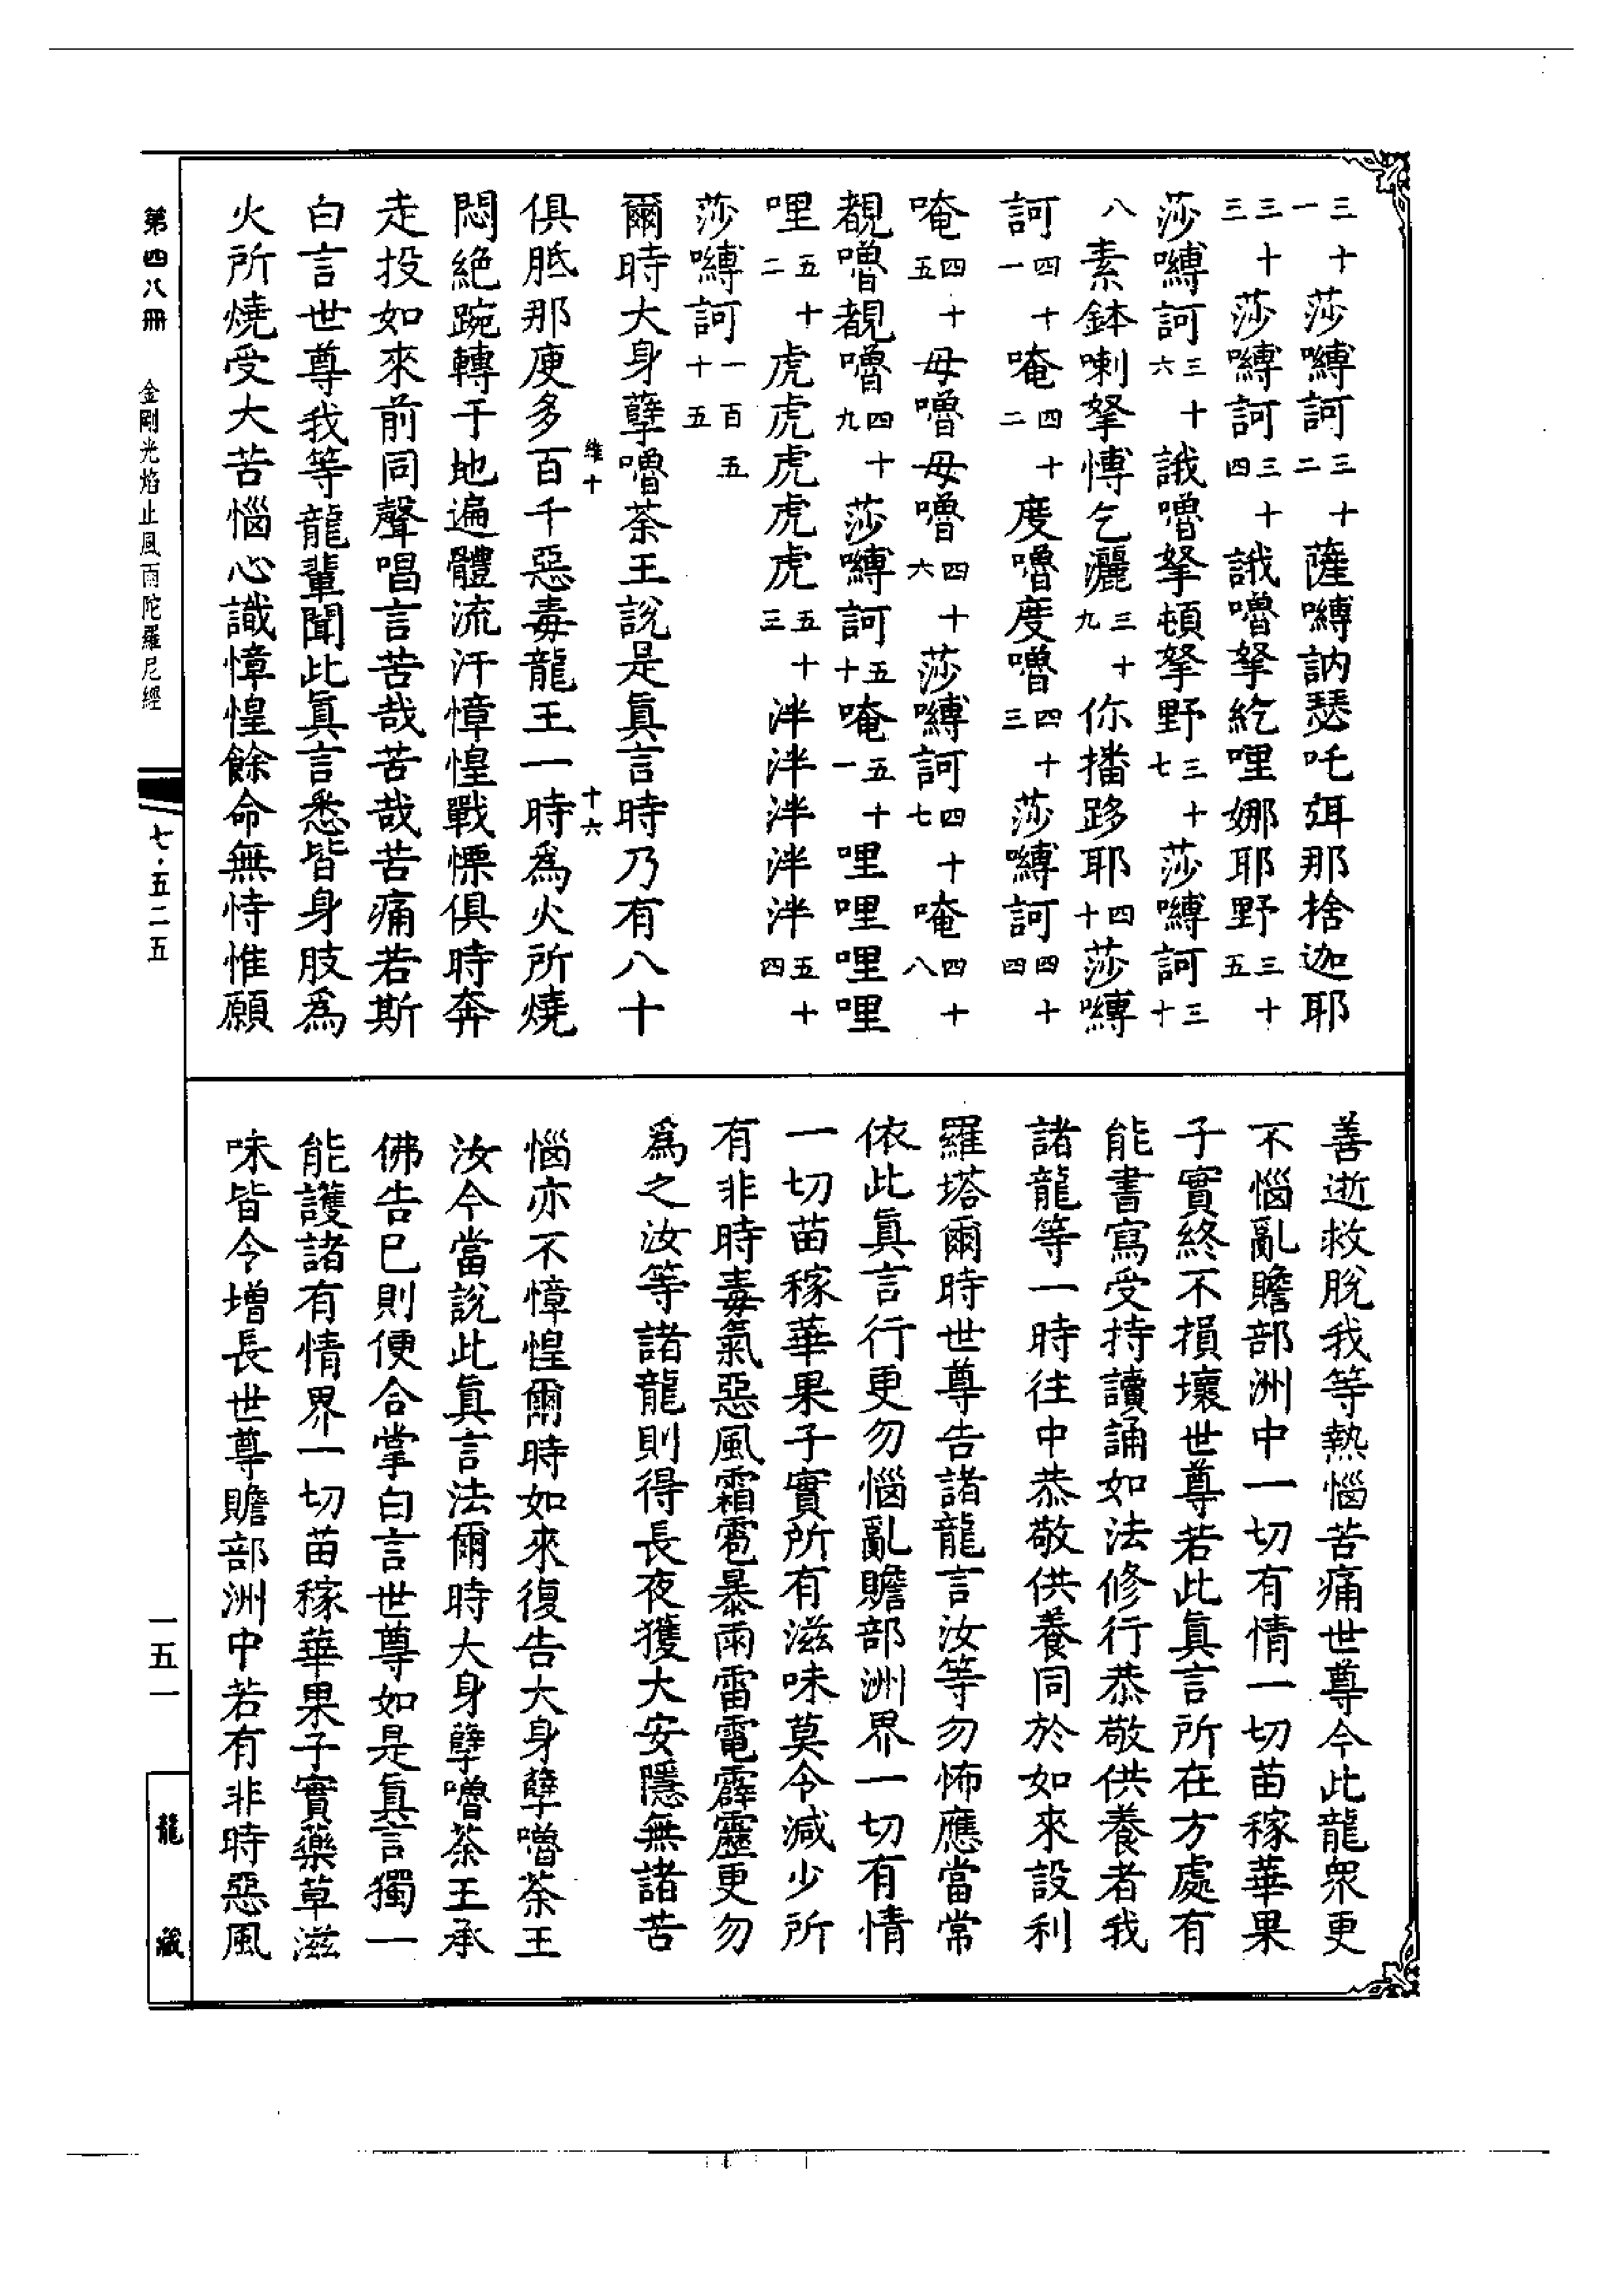 三十一莎嚩訶三十二薩嚩訥瑟吒弭那捨迦耶
三十三莎嚩訶三十四誐嚕拏紇哩娜耶野三十五
莎嚩訶三十六誐嚕拏頓拏野三十七莎嚩訶三十
八素鉢喇拏愽乞灑三十九你播路耶四十莎嚩
訶四十一唵四十二度嚕度嚕四十三莎嚩訶四十四
唵四十五毋嚕毋嚕四十六莎嚩訶四十七唵四十八
覩嚕覩嚕四十九莎嚩訶五十唵五十一哩哩哩哩
哩五十二虎虎虎虎虎五十三泮泮泮泮泮五十四
莎嚩訶一百五十五
爾時大身孽嚕荼王說是眞言時乃有八十
維十 十六
俱胝那庾多百千惡毒龍王一時爲火所燒
悶絕踠轉于地遍體流汗慞惶戰慄俱時奔
走投如來前同聲唱言苦哉苦哉苦痛若斯
白言世尊我等龍輩聞此眞言悉皆身肢爲
火所燒受大苦惱心識慞惶餘命無恃惟願
善逝救脫我等熱惱苦痛世尊今此龍衆更
不惱亂贍部洲中一切有情一切苗稼華果
子實終不損壞世尊若此眞言所在方處有
能書寫受持讀誦如法修行恭敬供養者我
諸龍等一時往中恭敬供養同於如來設利
羅塔爾時世尊告諸龍言汝等勿怖應當常
依此眞言行更勿惱亂贍部洲界一切有情
一切苗稼華果子實所有滋味莫令減少所
有非時毒氣惡風霜雹暴雨雷電霹靂更勿
爲之汝等諸龍則得長夜獲大安隱無諸苦
惱亦不慞惶爾時如來復告大身孽嚕荼王
汝今當說此眞言法爾時大身孽嚕荼王承
佛告已則便合掌白言世尊如是眞言獨一
能護諸有情界一切苗稼華果子實藥草滋
味皆令增長世尊贍部洲中若有非時惡風
第四八冊 金剛光焰止風雨陀羅尼經
七·五二五
一五一
龍藏